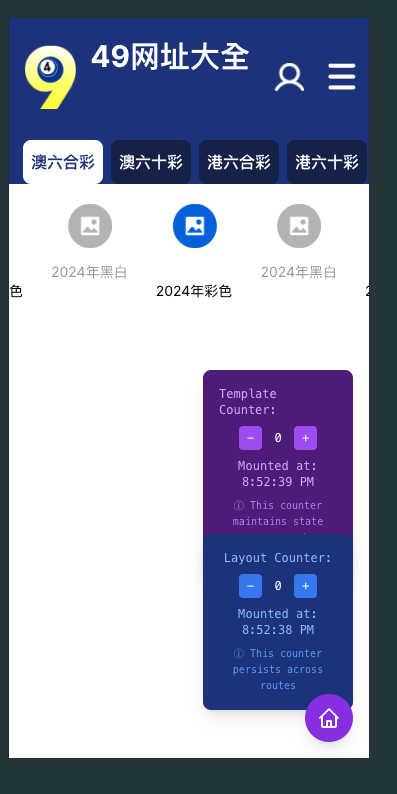 4
49网址大全
澳六合彩 澳六十彩 港六合彩 港六十彩
2024年黑白 2024年黑白
色 2024年彩色
Template
Counter:
− 0 +
Mounted at:
8:52:39 PM
ⓘ This counter
maintains state
Layout Counter:
− 0 +
Mounted at:
8:52:38 PM
ⓘ This counter
persists across
routes